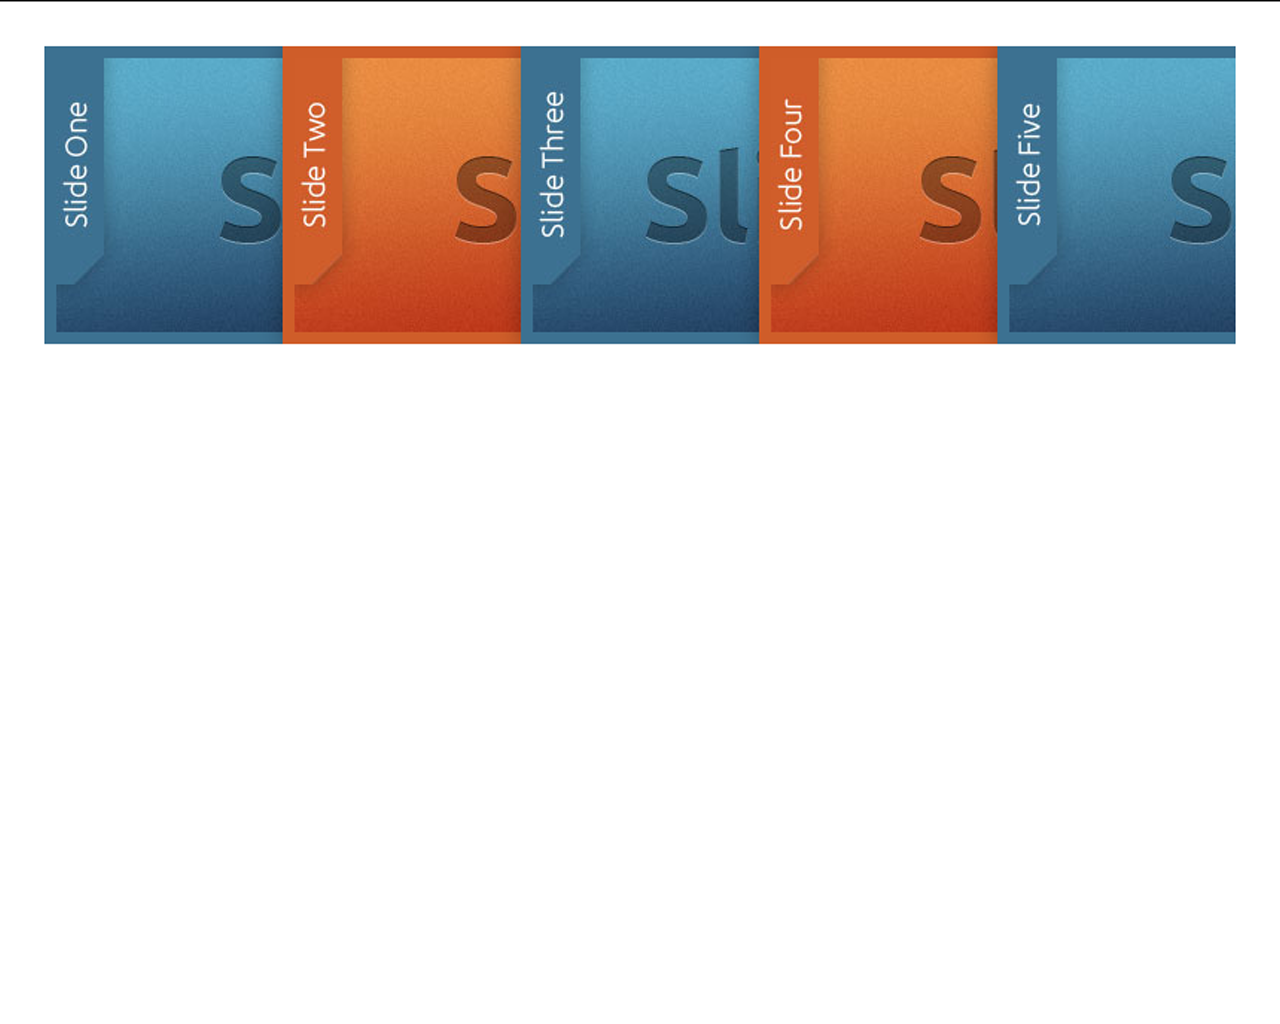 Slide One
S
Slide Two
S
Slide Three
Sl
Slide Four
Sl
Slide Five
S